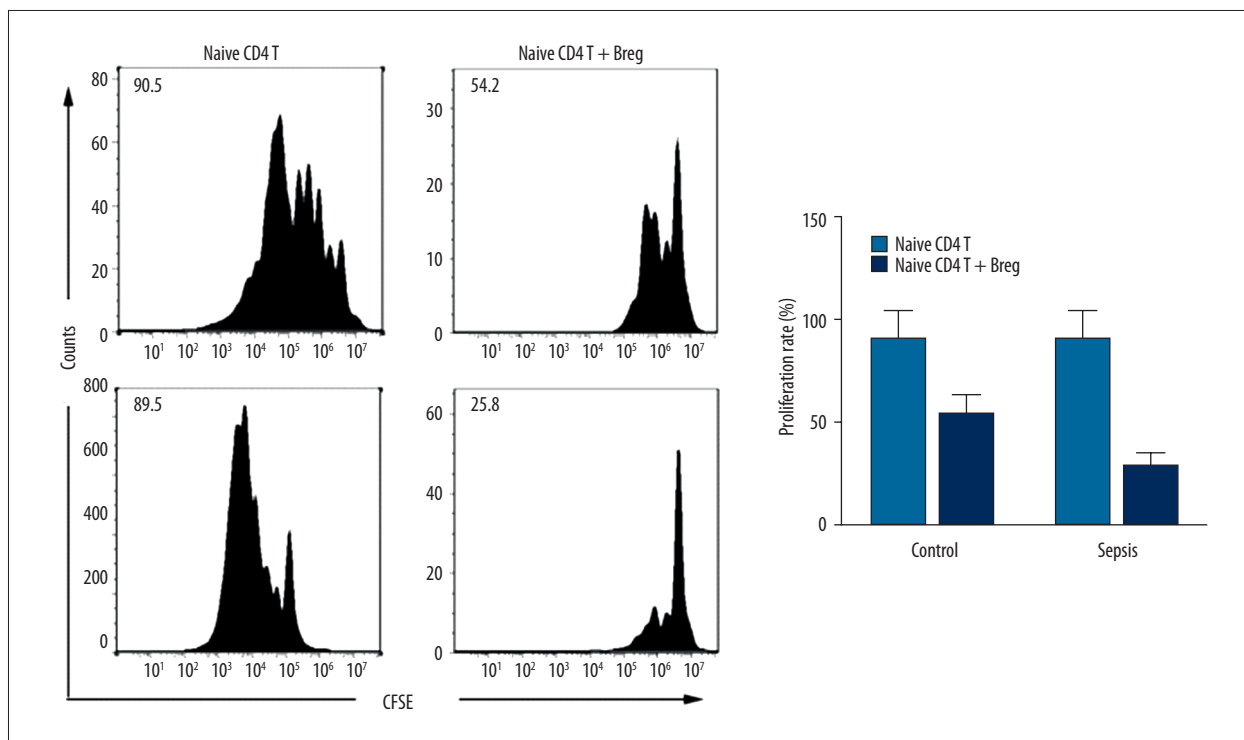 Naive CD4 T
Naive CD4 T + Breg
90.5
80
60
40
20
0
10¹ 10² 10³ 10⁴ 10⁵ 10⁶ 10⁷
54.2
30
20
10
0
10¹ 10² 10³ 10⁴ 10⁵ 10⁶ 10⁷
Counts
89.5
800
600
400
200
0
10¹ 10² 10³ 10⁴ 10⁵ 10⁶ 10⁷
25.8
60
40
20
0
10¹ 10² 10³ 10⁴ 10⁵ 10⁶ 10⁷
CFSE
Proliferation rate (%)
150
100
50
0
Naive CD4 T
Naive CD4 T + Breg
Control
Sepsis